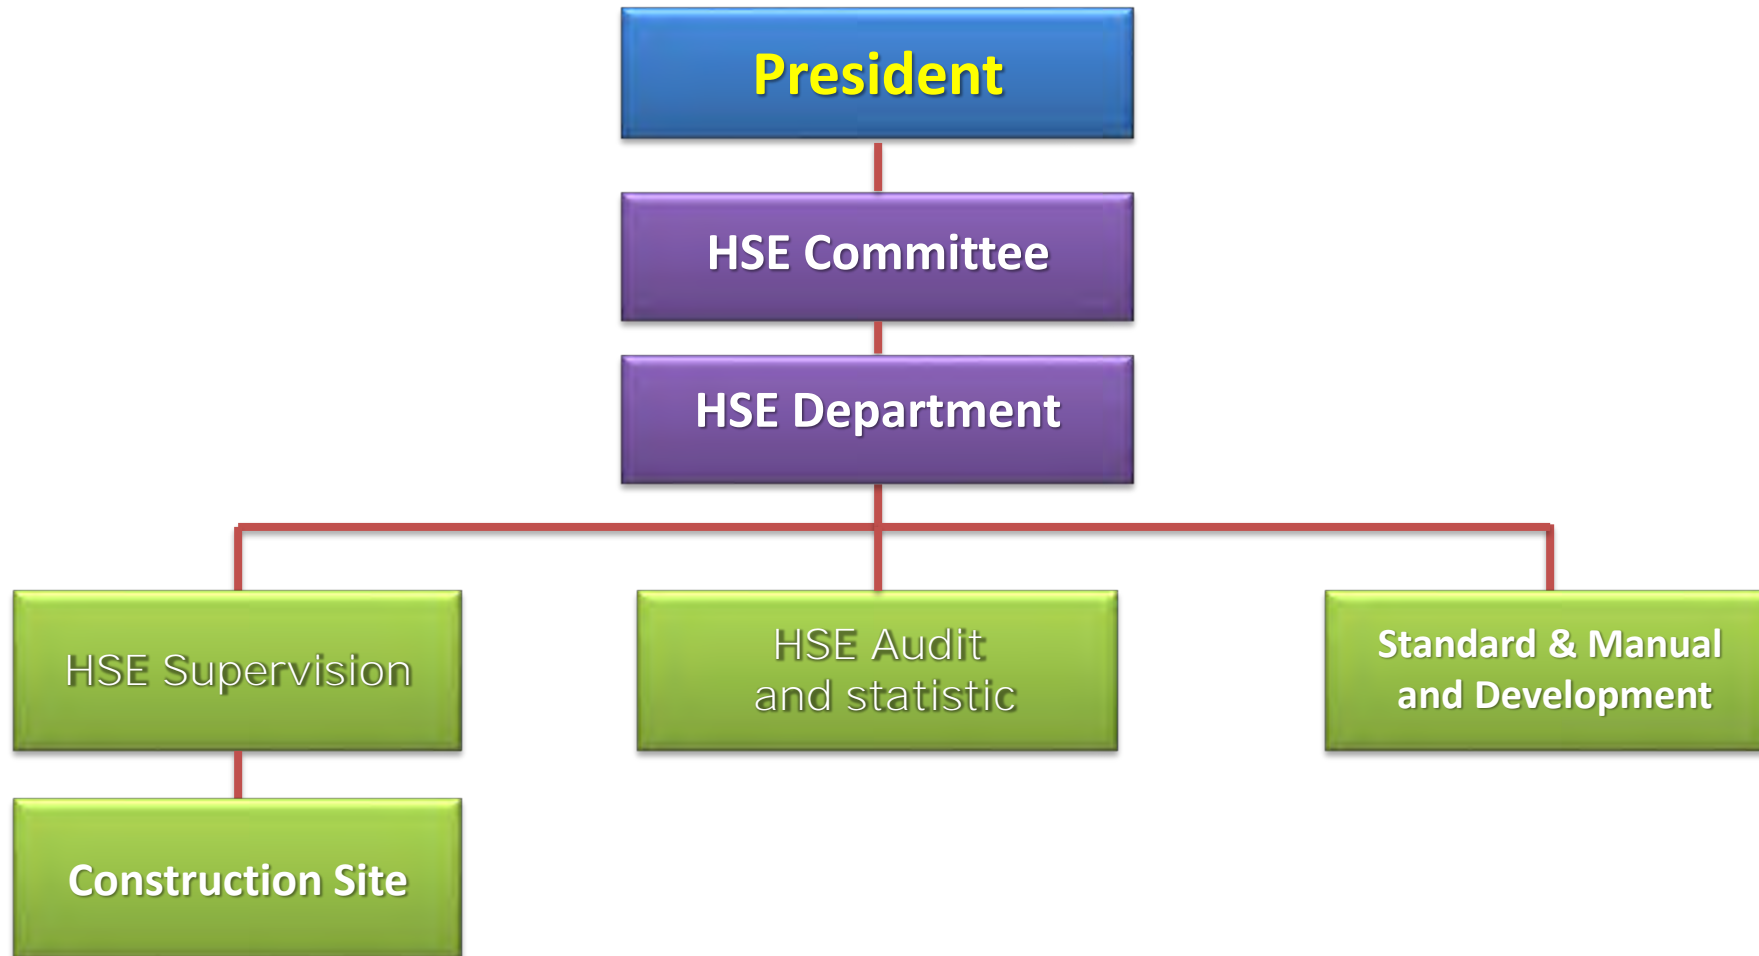 President
HSE Committee
HSE Department
HSE Supervision
HSE Audit
and statistic
Standard & Manual
and Development
Construction Site